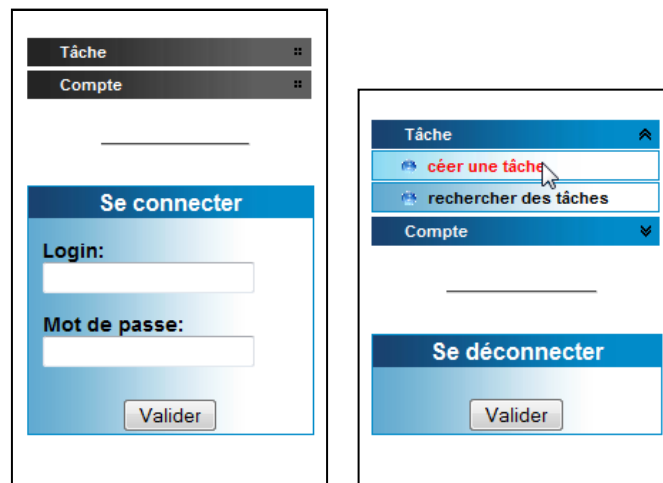 Tâche
Compte
Se connecter
Login:
Mot de passe:
Valider
Tâche
céer une tâche
rechercher des tâches
Compte
Se déconnecter
Valider